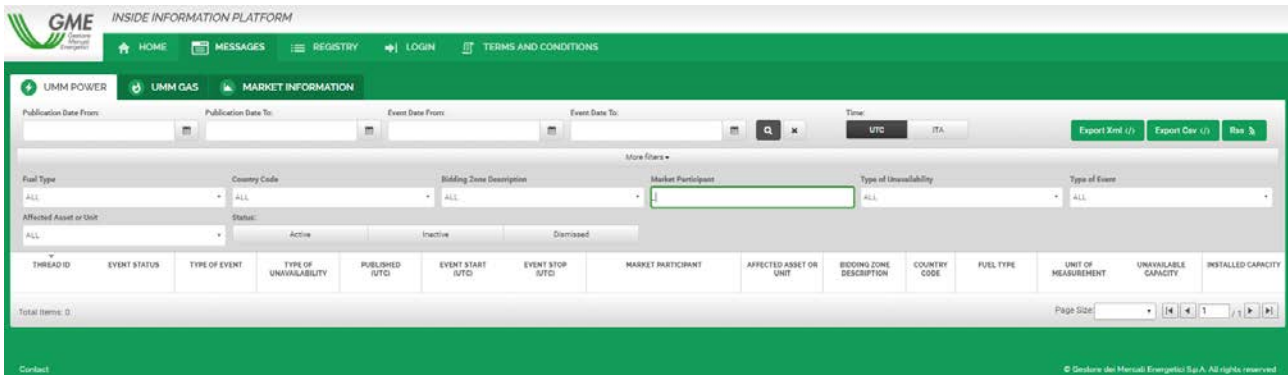 GME
Gestore
Mercati
Energetici
INSIDE INFORMATION PLATFORM
HOME MESSAGES REGISTRY LOGIN TERMS AND CONDITIONS
UMM POWER UMM GAS MARKET INFORMATION
Publication Date From: Publication Date To: Event Date From: Event Date To: Time:
UTC ITA Export Xml </> Export Csv </> Rss
More filters
Fuel Type Country Code Bidding Zone Description Market Participant Type of Unavailability Type of Event
ALL ALL ALL ALL ALL
Affected Asset or Unit Status:
ALL Active Inactive Dismissed
THREAD ID EVENT STATUS TYPE OF EVENT TYPE OF UNAVAILABILITY PUBLISHED (UTC) EVENT START (UTC) EVENT STOP (UTC) MARKET PARTICIPANT AFFECTED ASSET OR UNIT BIDDING ZONE DESCRIPTION COUNTRY CODE FUEL TYPE UNIT OF MEASUREMENT UNAVAILABLE CAPACITY INSTALLED CAPACITY
Total Items: 0 Page Size: 1 / 1
Contact © Gestore dei Mercati Energetici S.p.A. All rights reserved